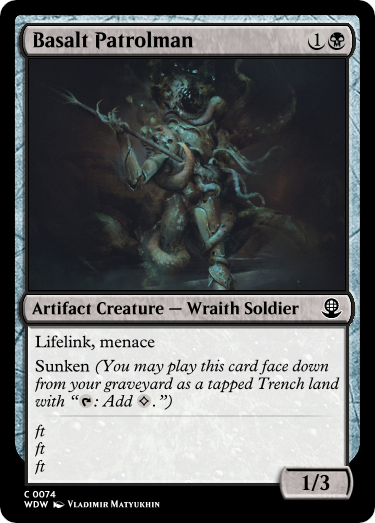 Basalt Patrolman 1
Artifact Creature — Wraith Soldier
Lifelink, menace
Sunken (You may play this card face down
from your graveyard as a tapped Trench land
with “: Add .”)
ft
ft
ft
1/3
C 0074
WDW Vladimir Matyukhin